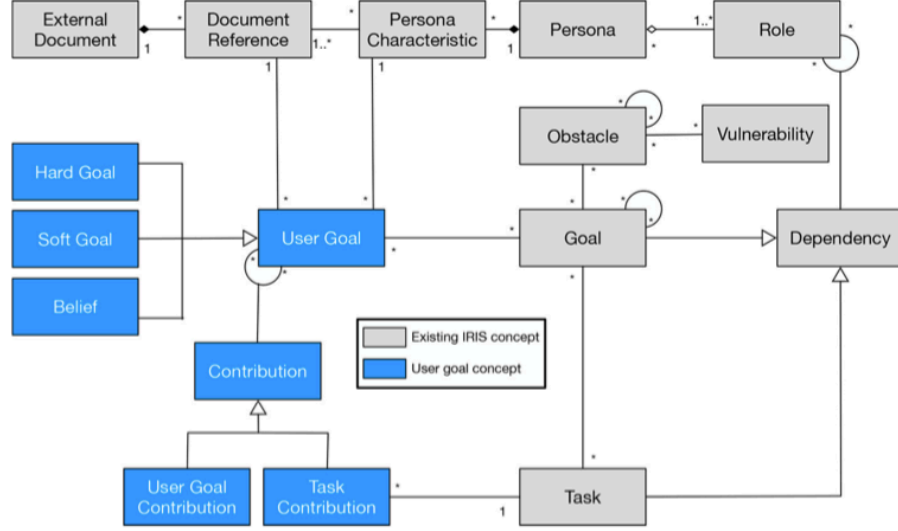 External
Document
Document
Reference
Persona
Characteristic
Persona
Role
1
*
1..*
*
*
1
*
1..*
*
*
1
1
Obstacle
*
*
*
*
Vulnerability
*
*
Hard Goal
Soft Goal
Belief
*
*
User Goal
*
*
*
*
Goal
*
*
*
Dependency
Existing IRIS concept
User goal concept
Contribution
User Goal
Contribution
Task
Contribution
*
1
*
Task